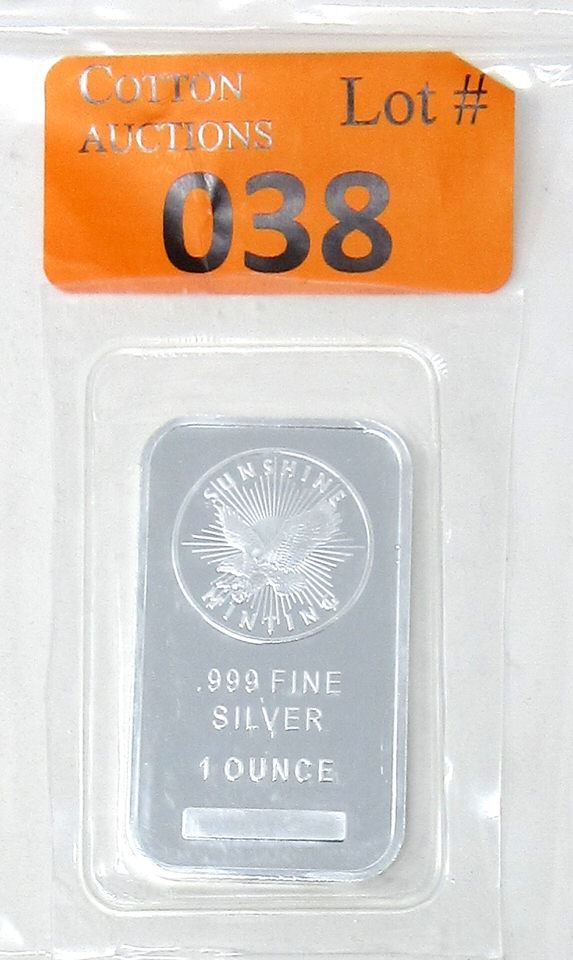 COTTON
AUCTIONS
Lot #
038
SUNSHINE
MINTING
.999 FINE
SILVER
1 OUNCE